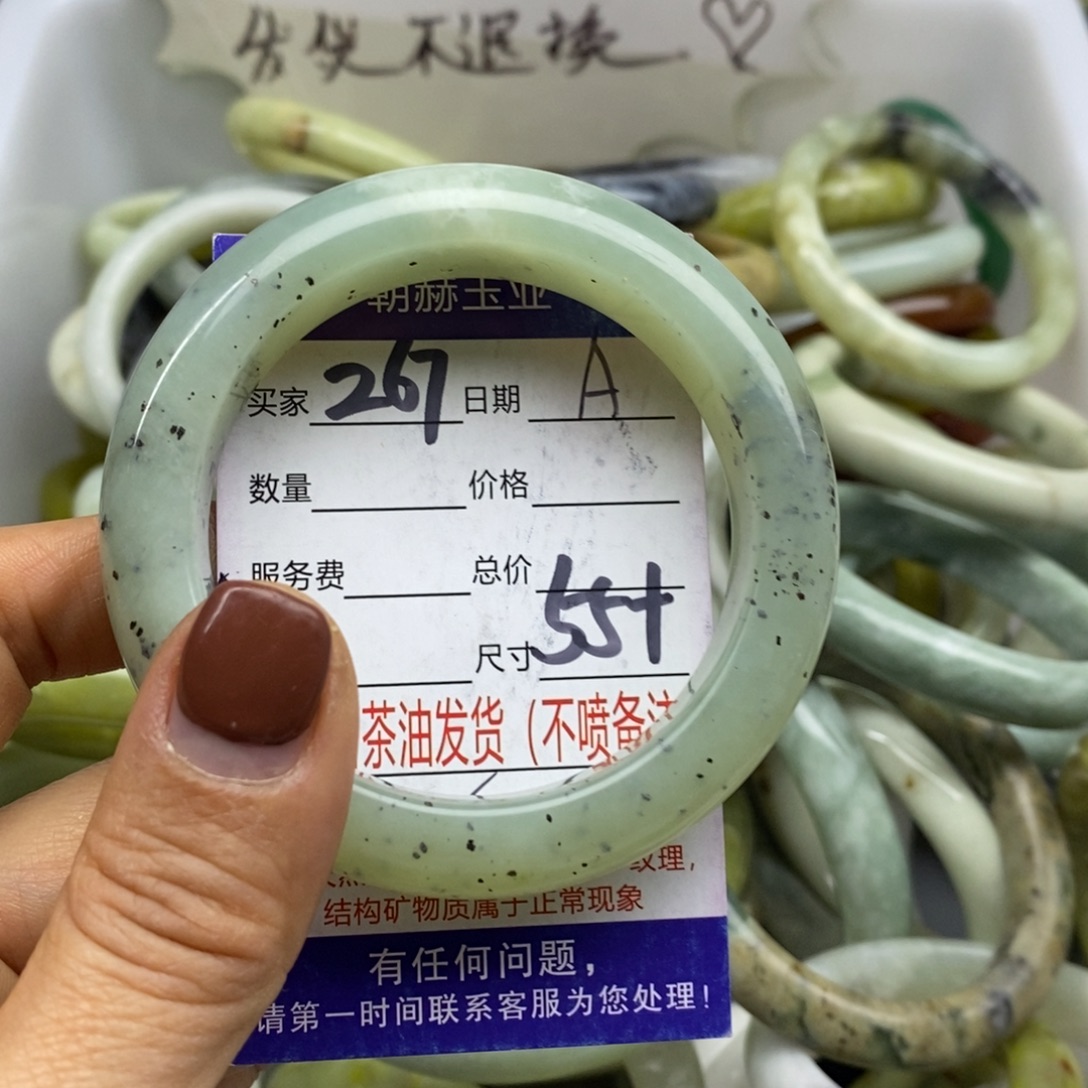 不退换
朝赫玉业
买家 267 日期 A
数量 价格
服务费 总价
尺寸 55+
茶油发货（不喷备注
纹理，
结构矿物质属于正常现象
有任何问题，
请第一时间联系客服为您处理！